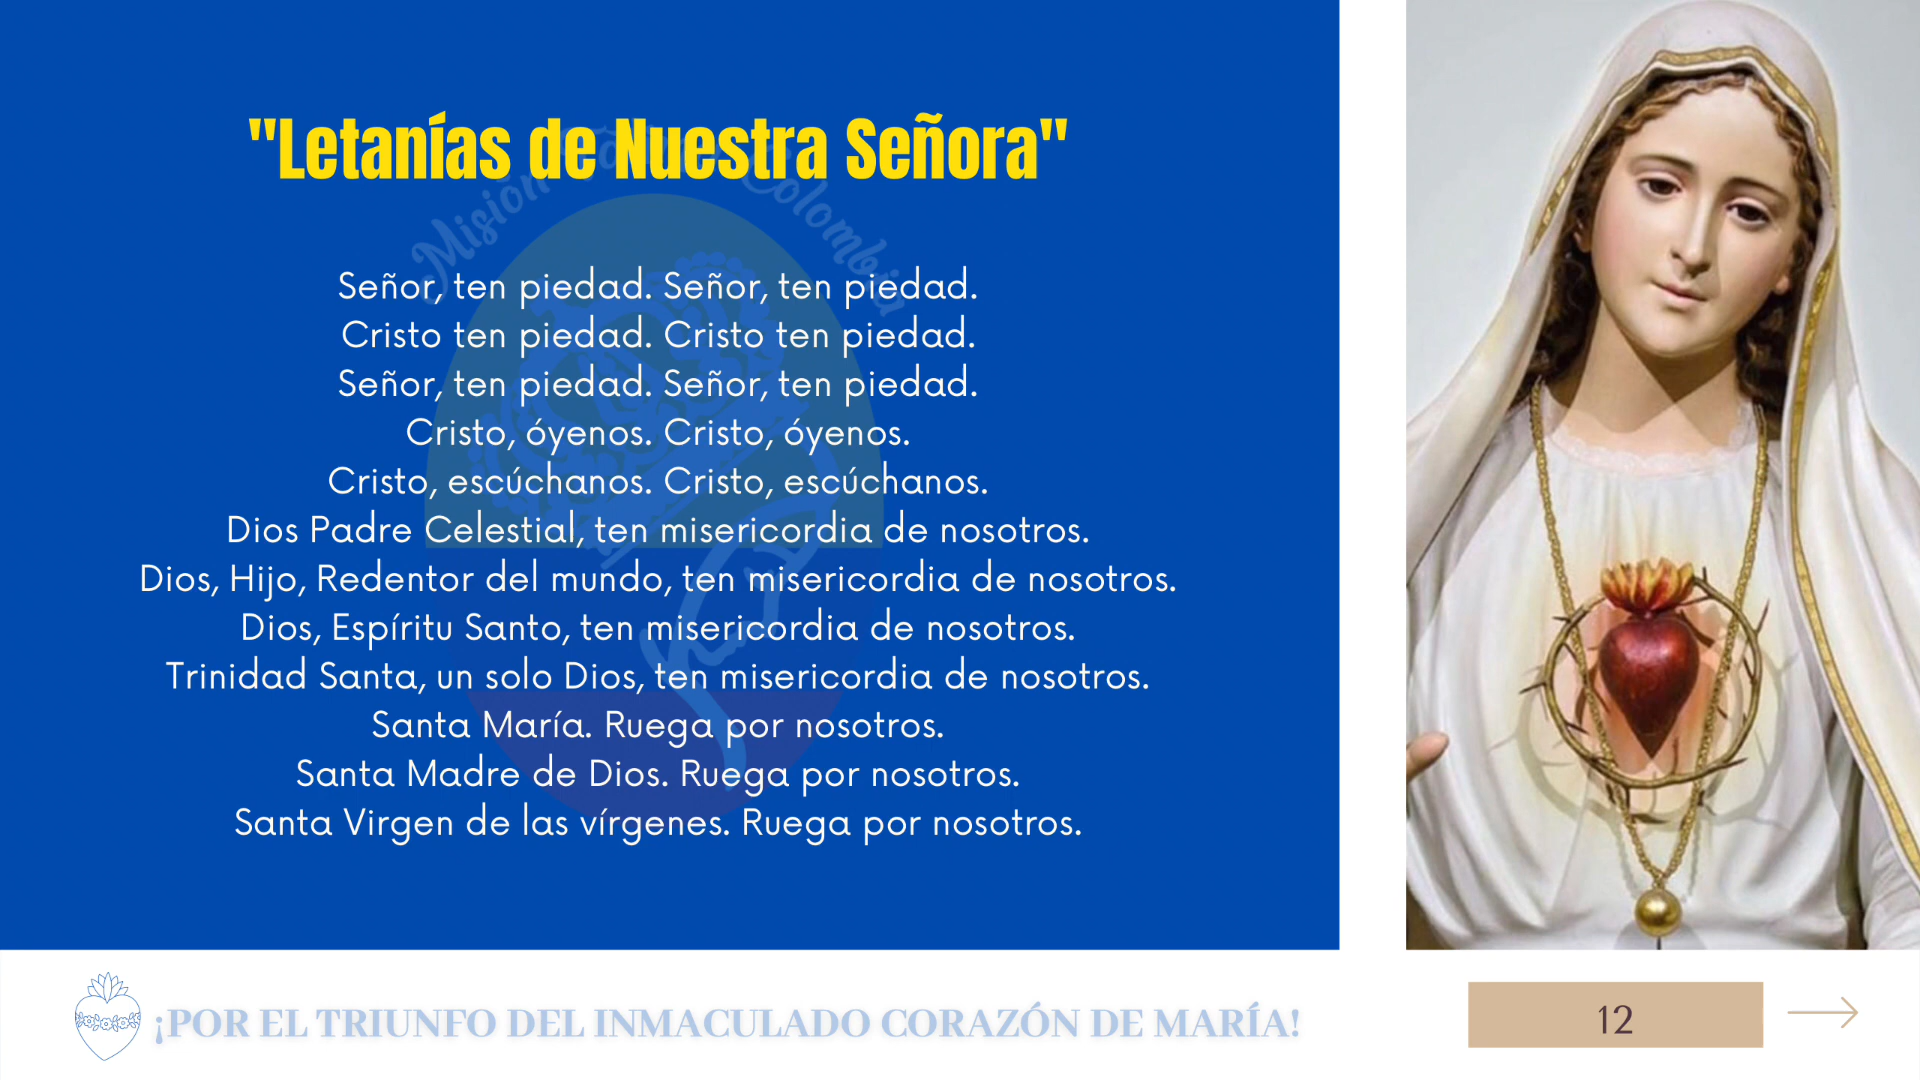 "Letanías de Nuestra Señora"
Misión Colombia
Señor, ten piedad. Señor, ten piedad.
Cristo ten piedad. Cristo ten piedad.
Señor, ten piedad. Señor, ten piedad.
Cristo, óyenos. Cristo, óyenos.
Cristo, escúchanos. Cristo, escúchanos.
Dios Padre Celestial, ten misericordia de nosotros.
Dios, Hijo, Redentor del mundo, ten misericordia de nosotros.
Dios, Espíritu Santo, ten misericordia de nosotros.
Trinidad Santa, un solo Dios, ten misericordia de nosotros.
Santa María. Ruega por nosotros.
Santa Madre de Dios. Ruega por nosotros.
Santa Virgen de las vírgenes. Ruega por nosotros.
¡POR EL TRIUNFO DEL INMACULADO CORAZÓN DE MARÍA!
12